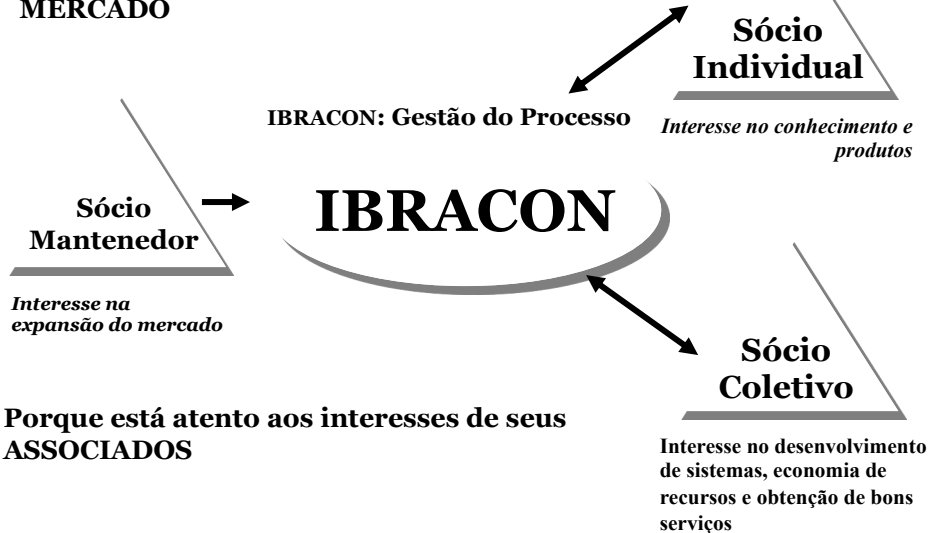 MERCADO
Sócio
Individual
IBRACON: Gestão do Processo
Interesse no conhecimento e
produtos
IBRACON
Sócio
Mantenedor
Interesse na
expansão do mercado
Sócio
Coletivo
Porque está atento aos interesses de seus
ASSOCIADOS
Interesse no desenvolvimento
de sistemas, economia de
recursos e obtenção de bons
serviços